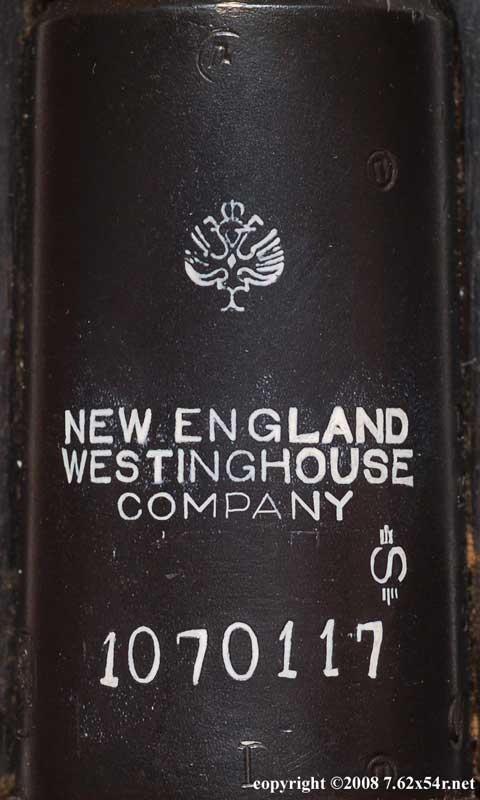 NEW ENGLAND
WESTINGHOUSE
COMPANY
S
1070117
copyright ©2008 7.62x54r.net